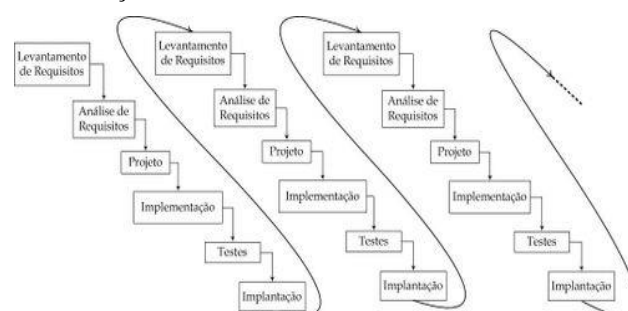 Levantamento
de Requisitos
Análise de
Requisitos
Projeto
Implementação
Testes
Implantação
Levantamento
de Requisitos
Análise de
Requisitos
Projeto
Implementação
Testes
Implantação
Levantamento
de Requisitos
Análise de
Requisitos
Projeto
Implementação
Testes
Implantação